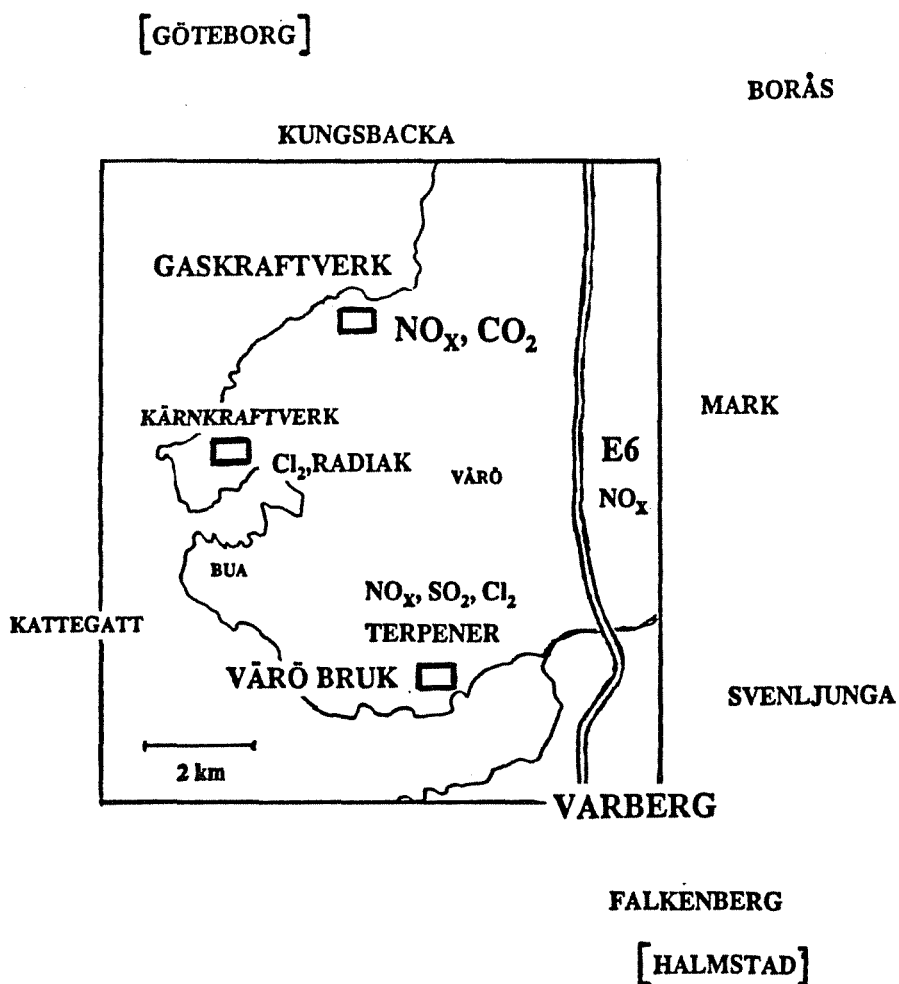 [GÖTEBORG]
BORÅS
KUNGSBACKA
GASKRAFTVERK
NOX, CO2
KÄRNKRAFTVERK
MARK
Cl2,RADIAK
VÄRÖ
E6
NOX
BUA
NOX, SO2, Cl2
TERPENER
KATTEGATT
VÄRÖ BRUK
SVENLJUNGA
2 km
VARBERG
FALKENBERG
[HALMSTAD]